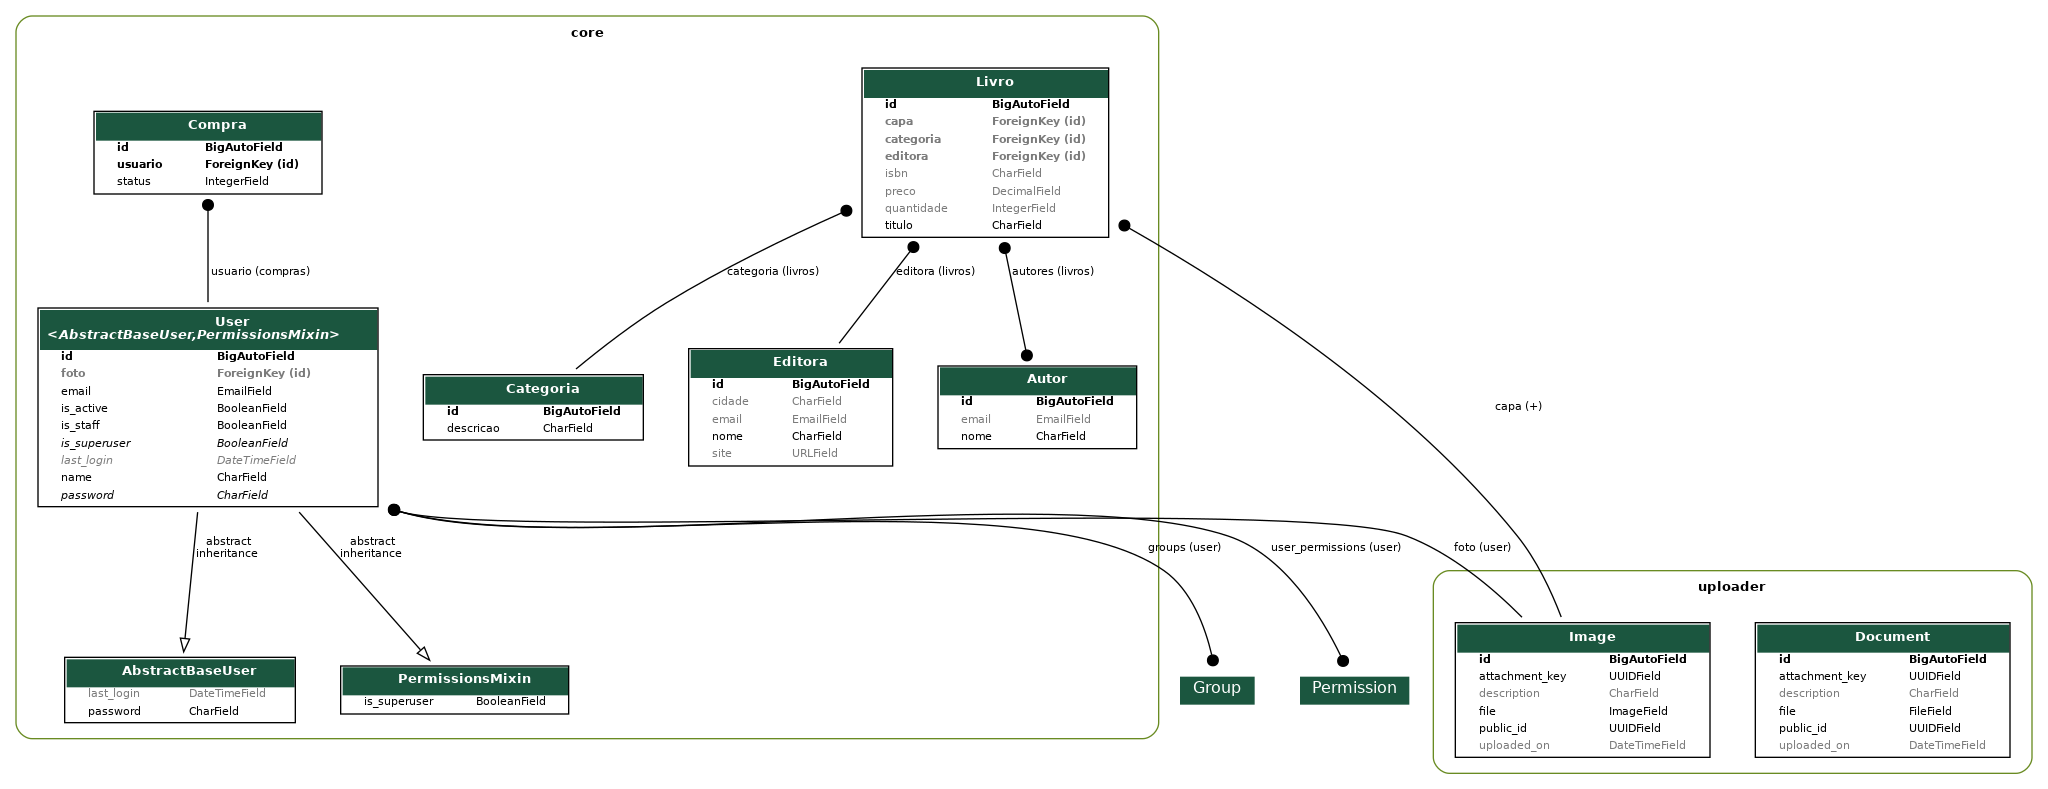 core
Livro
id BigAutoField
capa ForeignKey (id)
categoria ForeignKey (id)
editora ForeignKey (id)
isbn CharField
preco DecimalField
quantidade IntegerField
titulo CharField
Compra
id BigAutoField
usuario ForeignKey (id)
status IntegerField
usuario (compras)
categoria (livros)
editora (livros)
autores (livros)
User
<AbstractBaseUser,PermissionsMixin>
id BigAutoField
foto ForeignKey (id)
email EmailField
is_active BooleanField
is_staff BooleanField
is_superuser BooleanField
last_login DateTimeField
name CharField
password CharField
Categoria
id BigAutoField
descricao CharField
Editora
id BigAutoField
cidade CharField
email EmailField
nome CharField
site URLField
Autor
id BigAutoField
email EmailField
nome CharField
capa (+)
abstract
inheritance
abstract
inheritance
groups (user)
user_permissions (user)
foto (user)
AbstractBaseUser
last_login DateTimeField
password CharField
PermissionsMixin
is_superuser BooleanField
Group
Permission
uploader
Image
id BigAutoField
attachment_key UUIDField
description CharField
file ImageField
public_id UUIDField
uploaded_on DateTimeField
Document
id BigAutoField
attachment_key UUIDField
description CharField
file FileField
public_id UUIDField
uploaded_on DateTimeField